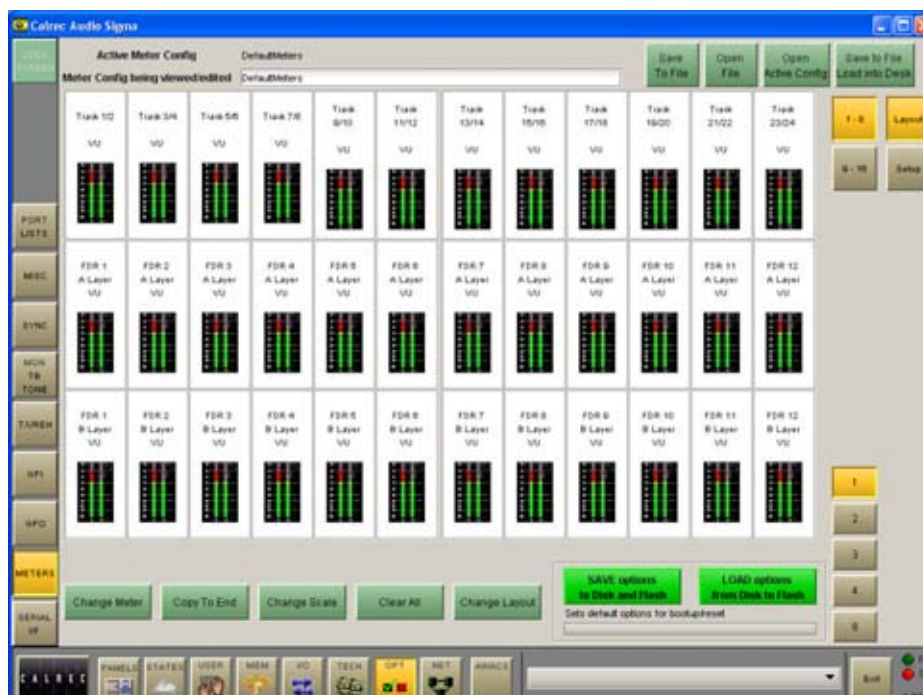 Calrec Audio Sigma
Active Meter Config DefaultMeters
Meter Config being viewed/edited DefaultMeters
Save To File
Open File
Open Active Config
Save to File Load into Desk
Track 1/2 Track 3/4 Track 5/6 Track 7/8 Track 9/10 Track 11/12 Track 13/14 Track 15/16 Track 17/18 Track 19/20 Track 21/22 Track 23/24
VU VU VU VU VU VU VU VU VU VU VU VU
1 - 8
Layout
9 - 16
Setup
PORT LISTS
MISC
SYNC
MON TB TONE
GPI
GPO
METERS
SERIAL I/F
FDR 1 FDR 2 FDR 3 FDR 4 FDR 5 FDR 6 FDR 7 FDR 8 FDR 9 FDR 10 FDR 11 FDR 12
A Layer A Layer A Layer A Layer A Layer A Layer A Layer A Layer A Layer A Layer A Layer A Layer
VU VU VU VU VU VU VU VU VU VU VU VU
FDR 1 FDR 2 FDR 3 FDR 4 FDR 5 FDR 6 FDR 7 FDR 8 FDR 9 FDR 10 FDR 11 FDR 12
B Layer B Layer B Layer B Layer B Layer B Layer B Layer B Layer B Layer B Layer B Layer B Layer
VU VU VU VU VU VU VU VU VU VU VU VU
1
2
3
4
Change Meter
Copy To End
Change Scale
Clear All
Change Layout
SAVE options to Disk and Flash
LOAD options from Disk to Flash
Sets default options for bootup/reset
CALREC
PANELS STATES USER MEM I/O TECH OPT NET AWACS
Exit